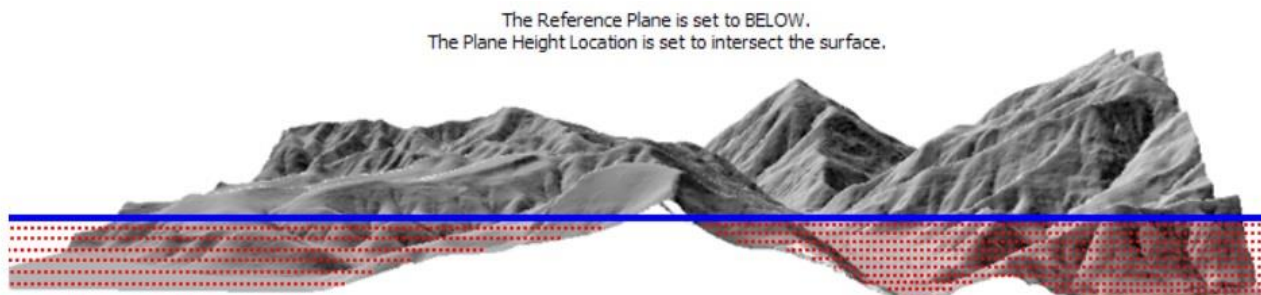 The Reference Plane is set to BELOW.
The Plane Height Location is set to intersect the surface.